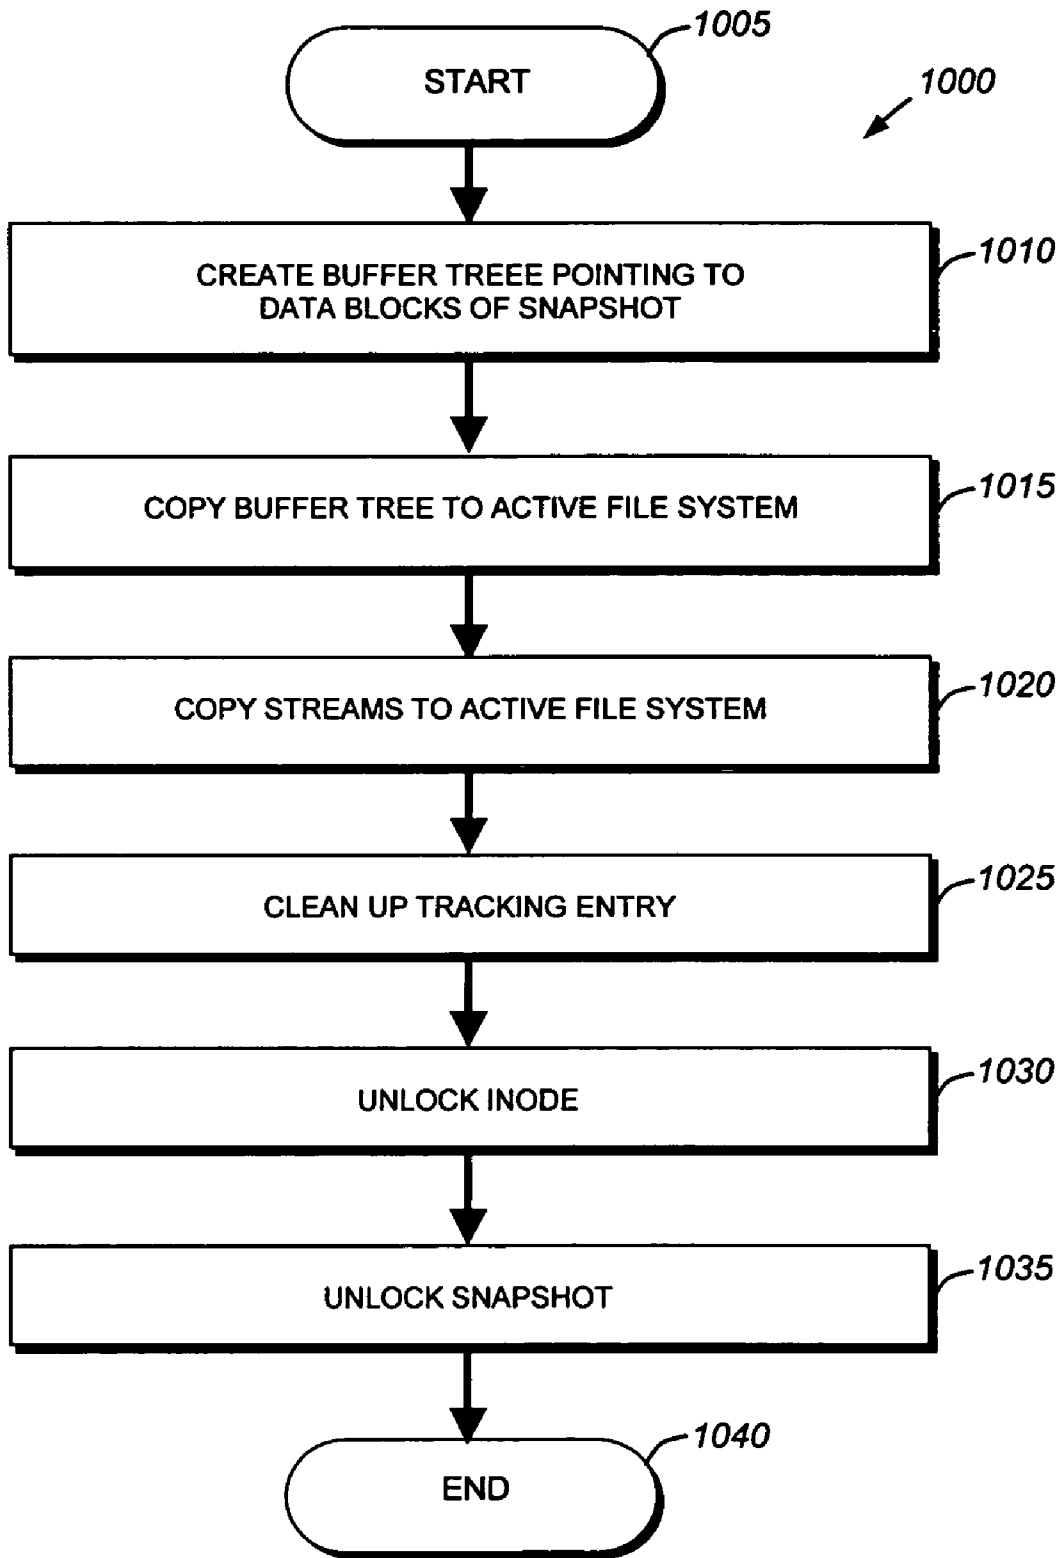 1005
START
1000
1010
CREATE BUFFER TREEE POINTING TO
DATA BLOCKS OF SNAPSHOT
1015
COPY BUFFER TREE TO ACTIVE FILE SYSTEM
1020
COPY STREAMS TO ACTIVE FILE SYSTEM
1025
CLEAN UP TRACKING ENTRY
1030
UNLOCK INODE
1035
UNLOCK SNAPSHOT
1040
END